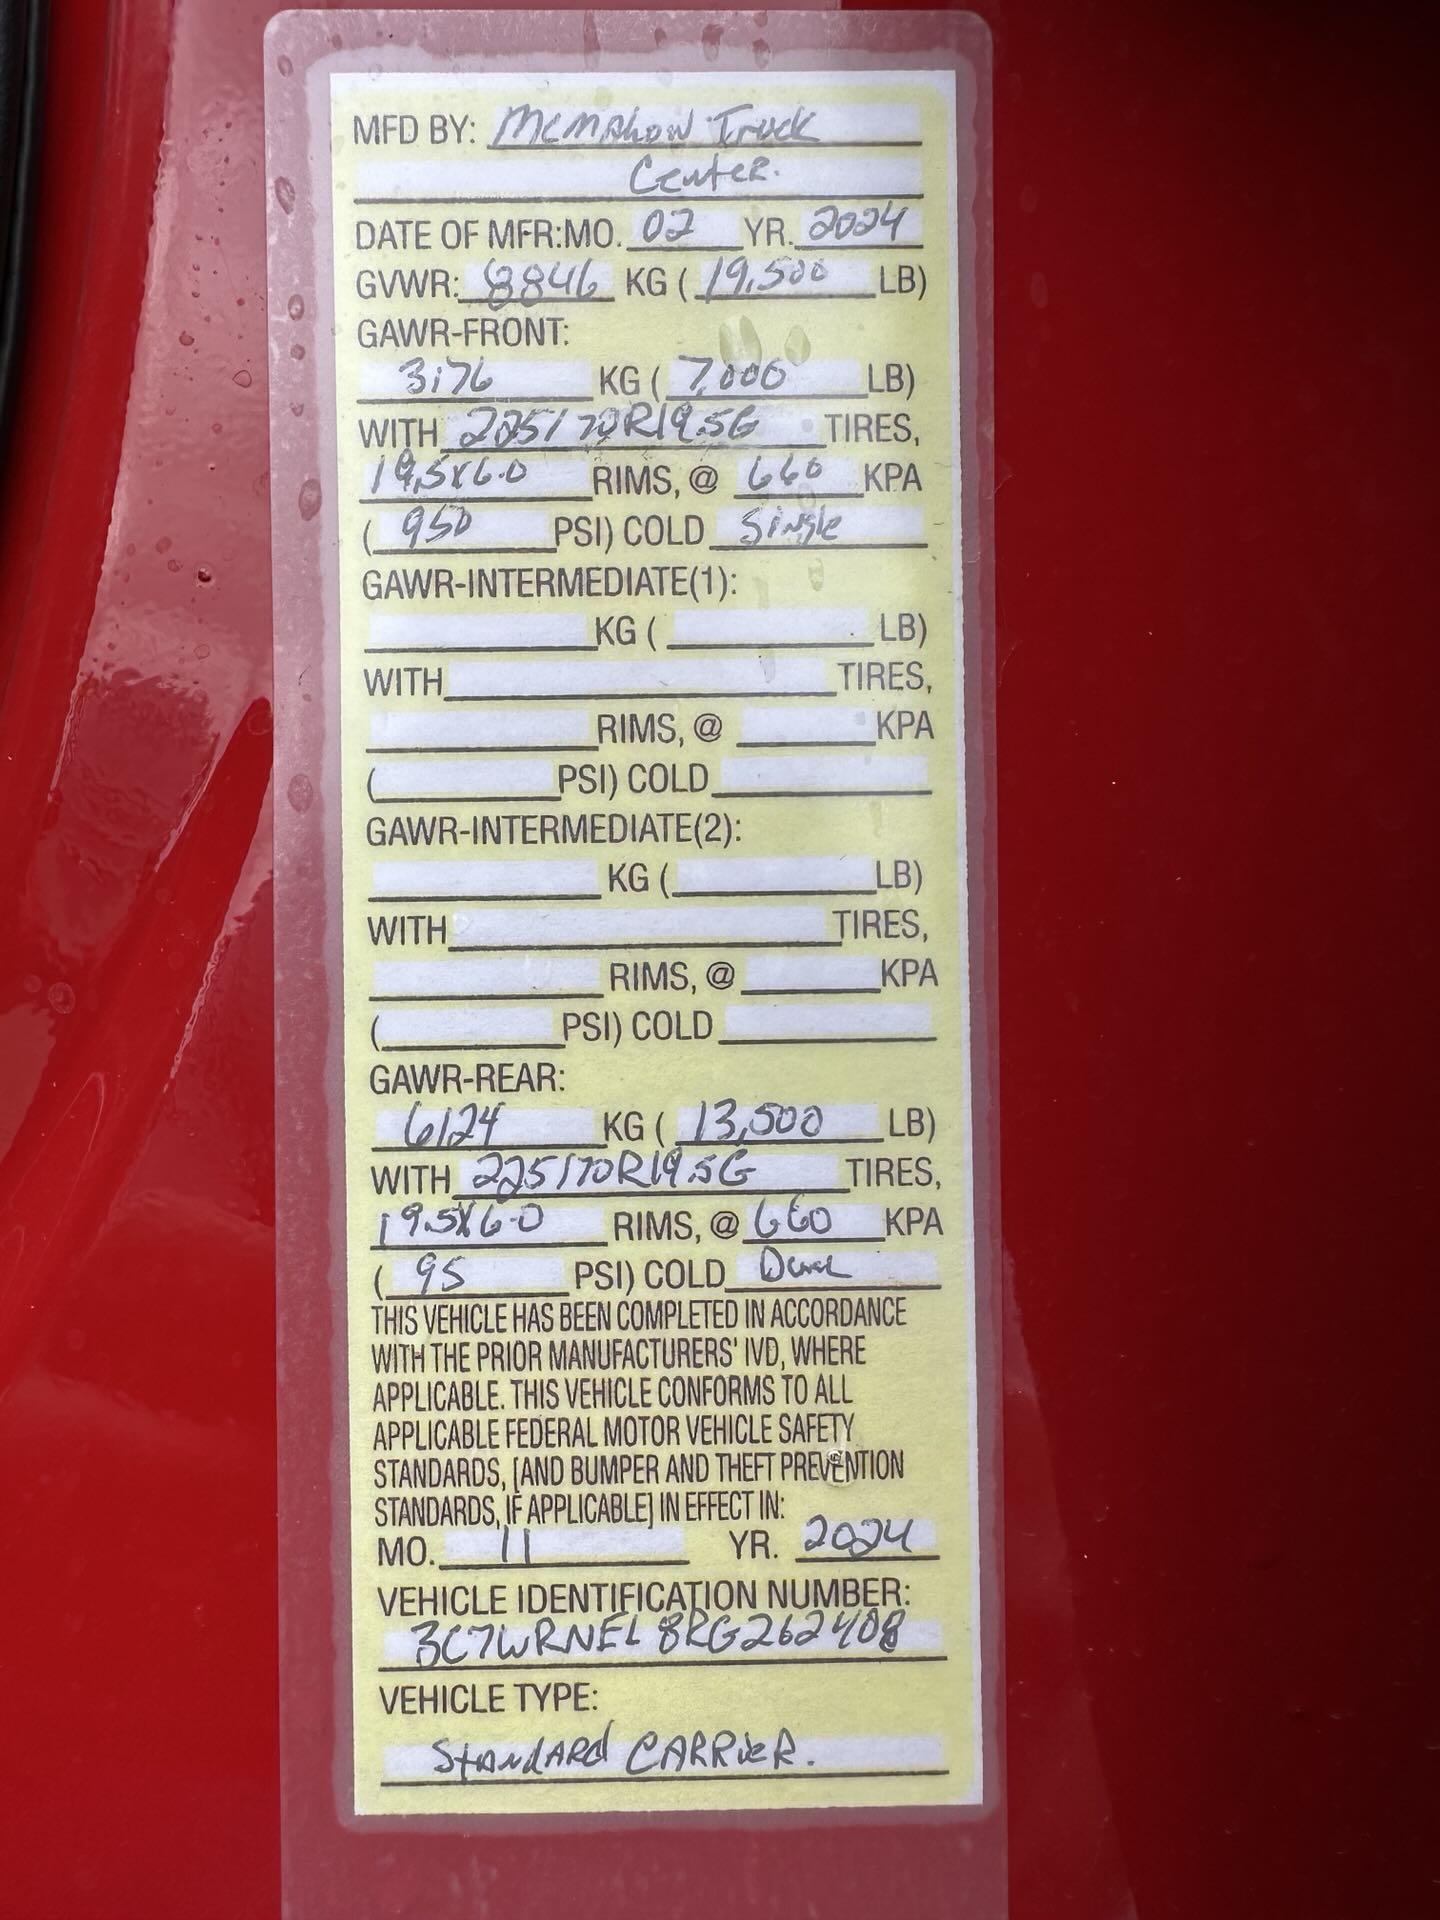 MFD BY: McMahon Truck
Center.
DATE OF MFR:MO. 02 YR. 2024
GVWR: 8846 KG ( 19,500 LB)
GAWR-FRONT:
3176 KG ( 7,000 LB)
WITH 225/70R19.5G TIRES,
19.5X6.0 RIMS, @ 660 KPA
( 950 PSI) COLD Single
GAWR-INTERMEDIATE(1):
KG ( LB)
WITH TIRES,
RIMS, @ KPA
( PSI) COLD
GAWR-INTERMEDIATE(2):
KG ( LB)
WITH TIRES,
RIMS, @ KPA
( PSI) COLD
GAWR-REAR:
6124 KG ( 13,500 LB)
WITH 225/70R19.5G TIRES,
19.5X6.0 RIMS, @ 660 KPA
( 95 PSI) COLD Dual
THIS VEHICLE HAS BEEN COMPLETED IN ACCORDANCE
WITH THE PRIOR MANUFACTURERS' IVD, WHERE
APPLICABLE. THIS VEHICLE CONFORMS TO ALL
APPLICABLE FEDERAL MOTOR VEHICLE SAFETY
STANDARDS, [AND BUMPER AND THEFT PREVENTION
STANDARDS, IF APPLICABLE] IN EFFECT IN:
MO. 11 YR. 2024
VEHICLE IDENTIFICATION NUMBER:
3C7WRNEL8RG262408
VEHICLE TYPE:
Standard CARRIER.